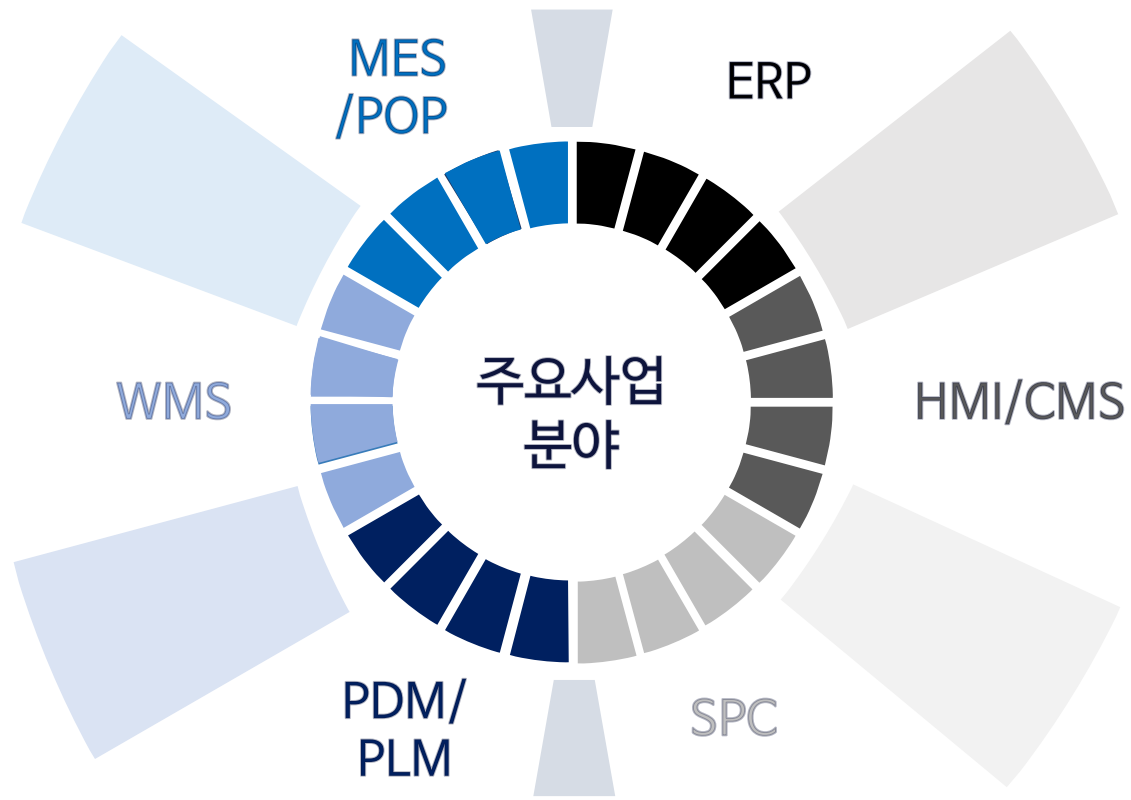 MES
/POP
ERP
WMS
주요사업
분야
HMI/CMS
PDM/
PLM
SPC